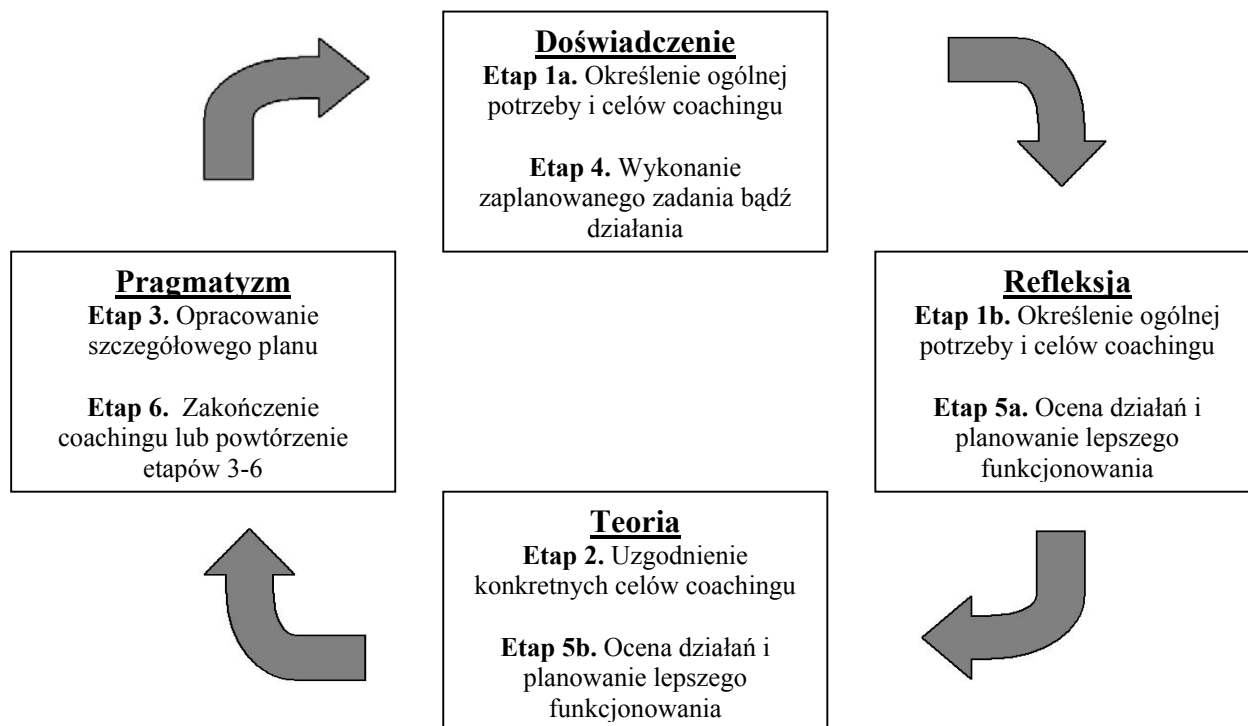 Doświadczenie
Etap 1a. Określenie ogólnej
potrzeby i celów coachingu
Etap 4. Wykonanie
zaplanowanego zadania bądź
działania
Pragmatyzm
Etap 3. Opracowanie
szczegółowego planu
Etap 6. Zakończenie
coachingu lub powtórzenie
etapów 3-6
Refleksja
Etap 1b. Określenie ogólnej
potrzeby i celów coachingu
Etap 5a. Ocena działań i
planowanie lepszego
funkcjonowania
Teoria
Etap 2. Uzgodnienie
konkretnych celów coachingu
Etap 5b. Ocena działań i
planowanie lepszego
funkcjonowania